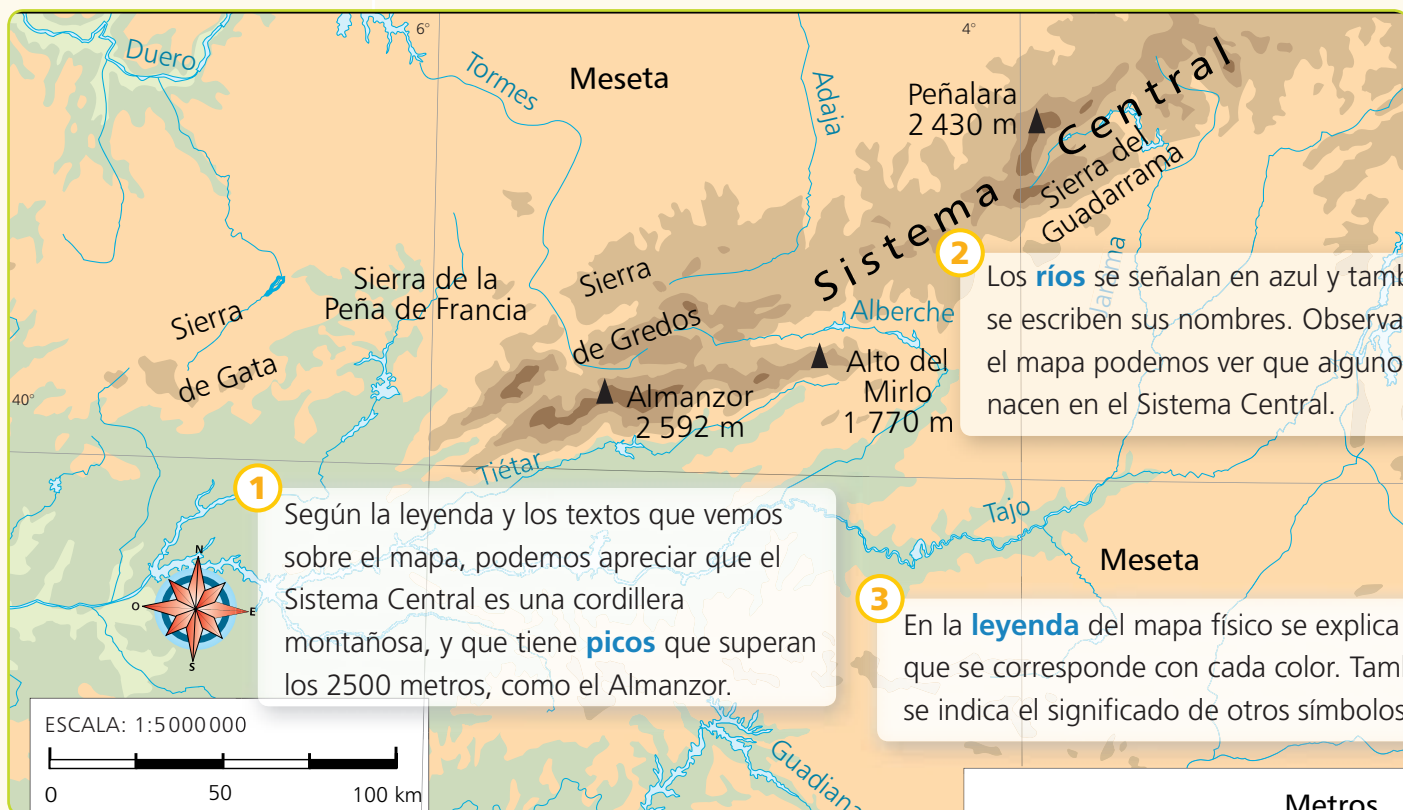 6°
4°
Duero
Tormes
Meseta
Adaja
Peñalara
2 430 m
Sistema Central
Sierra del
Guadarrama
Jarama
Sierra de la
Peña de Francia
Sierra
de Gata
Sierra
de Gredos
Alberche
Almanzor
2 592 m
Alto del
Mirlo
1 770 m
40°
Tiétar
Tajo
Meseta
Guadiana
2
Los ríos se señalan en azul y tamb
se escriben sus nombres. Observa
el mapa podemos ver que alguno
nacen en el Sistema Central.
1
Según la leyenda y los textos que vemos
sobre el mapa, podemos apreciar que el
Sistema Central es una cordillera
montañosa, y que tiene picos que superan
los 2500 metros, como el Almanzor.
3
En la leyenda del mapa físico se explica
que se corresponde con cada color. Tam
se indica el significado de otros símbolos
N
O
E
S
ESCALA: 1:5 000 000
0
50
100 km
Metros